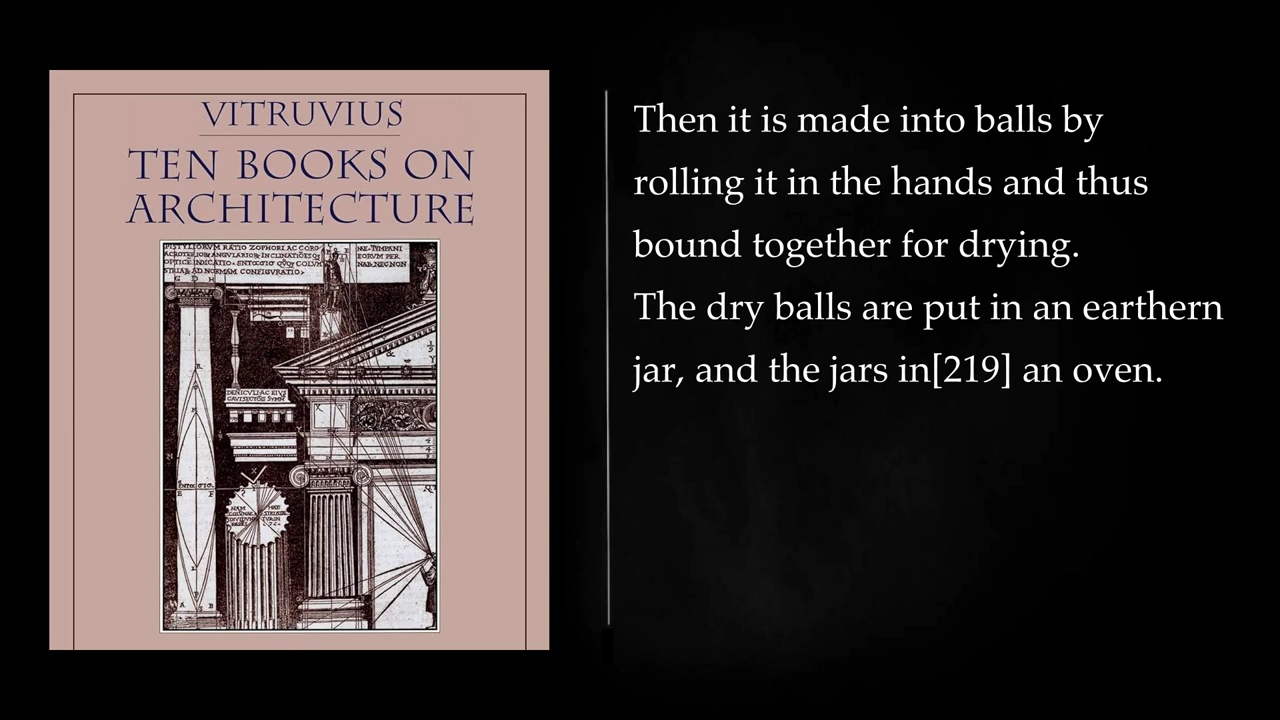 VITRUVIUS
TEN BOOKS ON
ARCHITECTURE
Then it is made into balls by
rolling it in the hands and thus
bound together for drying.
The dry balls are put in an earthern
jar, and the jars in[219] an oven.